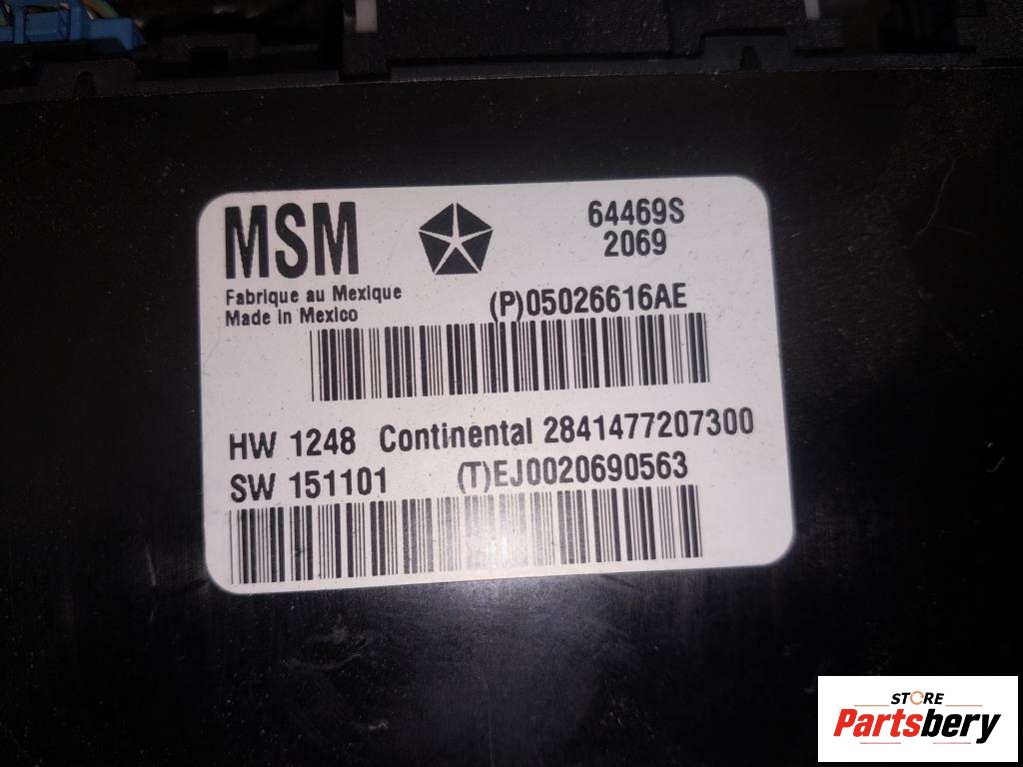 MSM
64469S
2069
Fabrique au Mexique
Made in Mexico
(P)05026616AE
HW 1248 Continental 2841477207300
SW 151101 (T)EJ0020690563
STORE
Partsbery